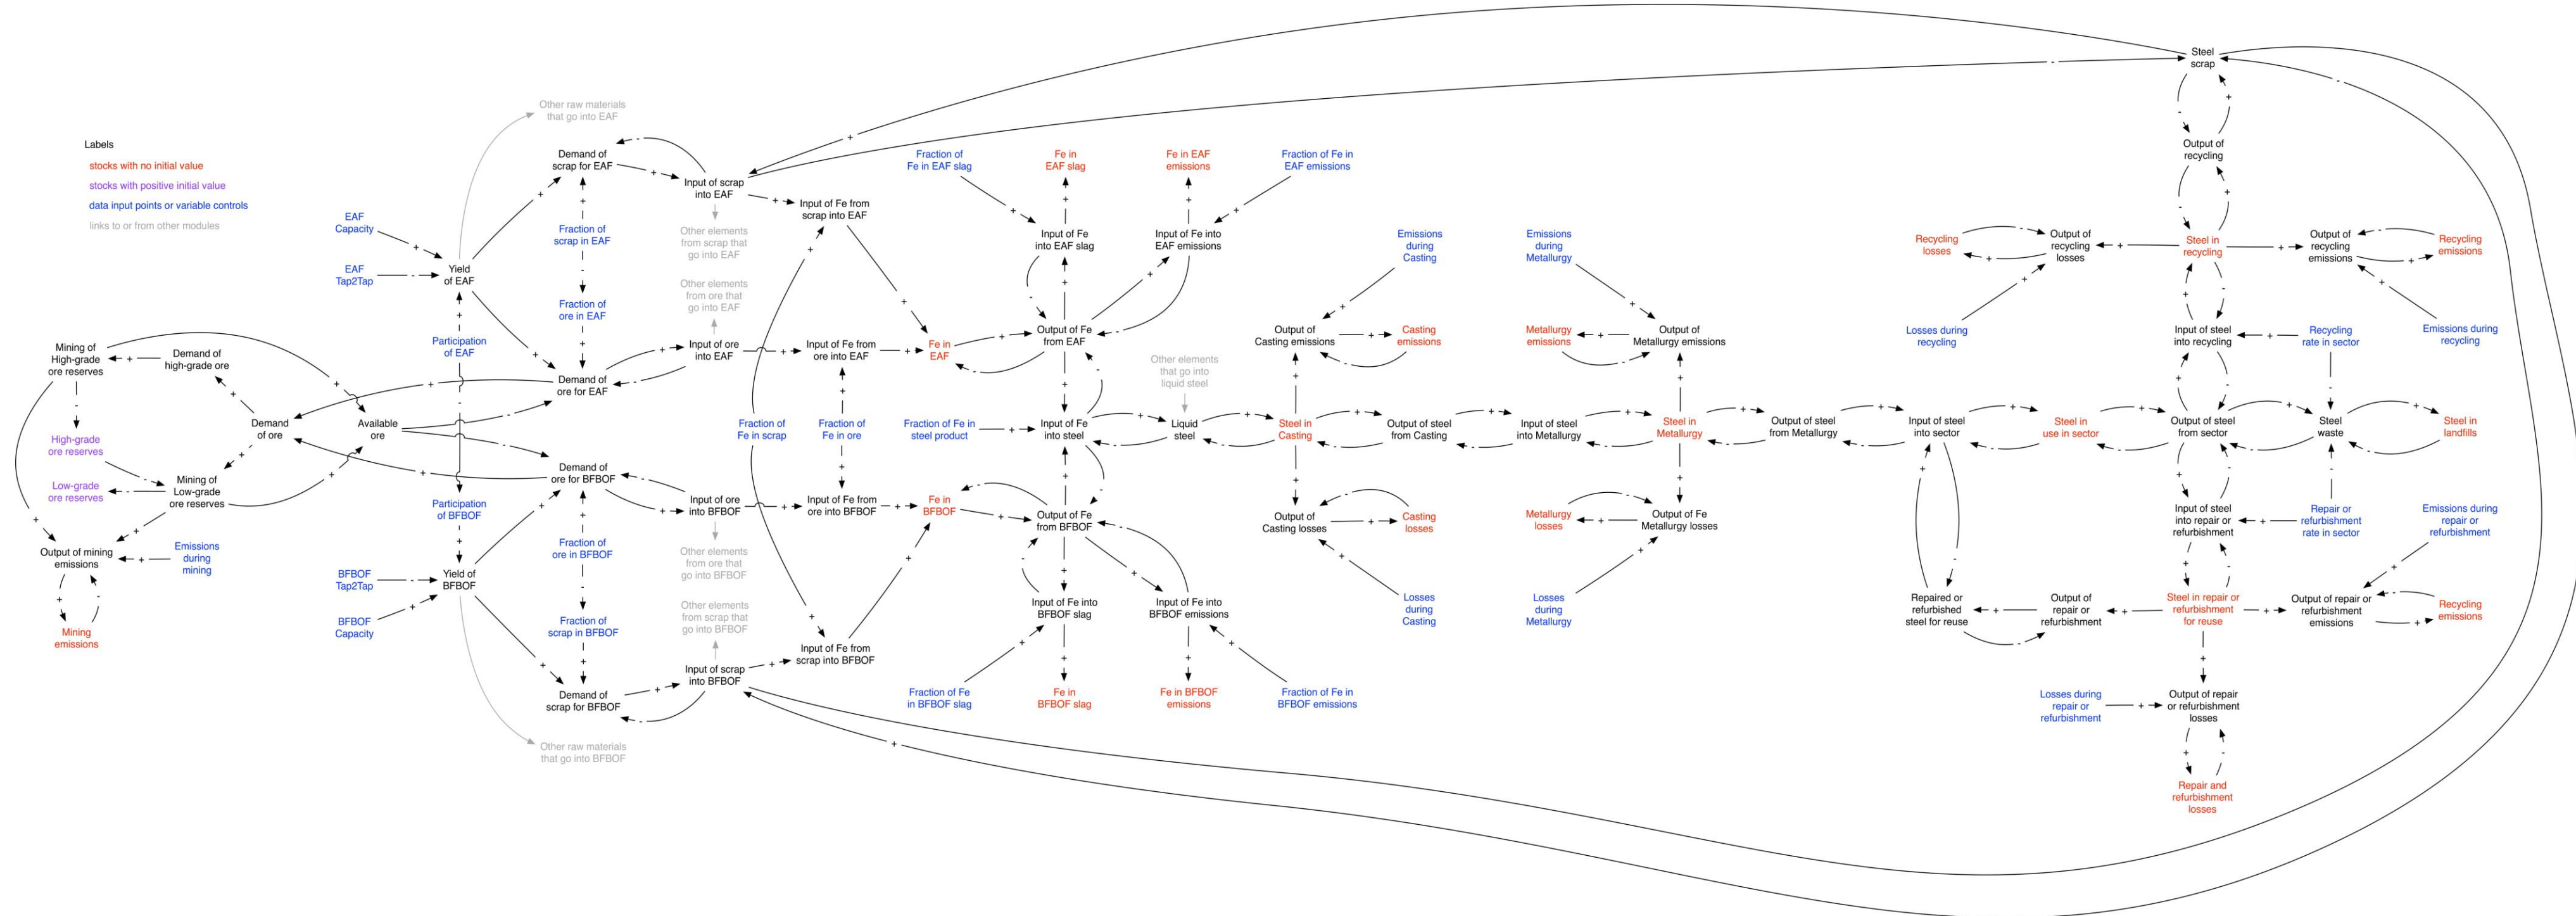 Labels
stocks with no initial value
stocks with positive initial value
data input points or variable controls
links to or from other modules
Mining of
High-grade
ore reserves
Demand of
high-grade ore
High-grade
ore reserves
Low-grade
ore reserves
Mining of
Low-grade
ore reserves
Output of mining
emissions
Emissions
during
mining
Mining
emissions
Demand
of ore
Available
ore
EAF
Capacity
EAF
Tap2Tap
Yield
of EAF
Participation
of EAF
Participation
of BFBOF
BFBOF
Tap2Tap
BFBOF
Capacity
Yield of
BFBOF
Other raw materials
that go into EAF
Demand of
scrap for EAF
Fraction of
scrap in EAF
Fraction of
ore in EAF
Demand of
ore for EAF
Demand of
ore for BFBOF
Fraction of
ore in BFBOF
Fraction of
scrap in BFBOF
Demand of
scrap for BFBOF
Other raw materials
that go into BFBOF
Input of scrap
into EAF
Other elements
from scrap that
go into EAF
Other elements
from ore that
go into EAF
Input of ore
into EAF
Input of ore
into BFBOF
Other elements
from ore that
go into BFBOF
Other elements
from scrap that
go into BFBOF
Input of scrap
into BFBOF
Input of Fe from
scrap into EAF
Input of Fe from
ore into EAF
Fraction of
Fe in scrap
Fraction of
Fe in ore
Input of Fe from
ore into BFBOF
Input of Fe from
scrap into BFBOF
Fraction of
Fe in EAF slag
Fe in
EAF slag
Fe in EAF
emissions
Fraction of Fe in
EAF emissions
Input of Fe
into EAF slag
Input of Fe into
EAF emissions
Fe in
EAF
Output of Fe
from EAF
Fraction of Fe in
steel product
Input of Fe
into steel
Other elements
that go into
liquid steel
Liquid
steel
Fe in
BFBOF
Output of Fe
from BFBOF
Input of Fe into
BFBOF slag
Input of Fe into
BFBOF emissions
Fraction of Fe
in BFBOF slag
Fe in
BFBOF slag
Fe in BFBOF
emissions
Fraction of Fe in
BFBOF emissions
Emissions
during
Casting
Output of
Casting emissions
Casting
emissions
Steel in
Casting
Output of steel
from Casting
Output of
Casting losses
Casting
losses
Losses
during
Casting
Emissions
during
Metallurgy
Metallurgy
emissions
Output of
Metallurgy emissions
Input of steel
into Metallurgy
Steel in
Metallurgy
Output of steel
from Metallurgy
Metallurgy
losses
Output of Fe
Metallurgy losses
Losses
during
Metallurgy
Steel
scrap
Output of
recycling
Recycling
losses
Output of
recycling
losses
Steel in
recycling
Output of
recycling
emissions
Recycling
emissions
Losses during
recycling
Input of steel
into recycling
Recycling
rate in sector
Emissions during
recycling
Input of steel
into sector
Steel in
use in sector
Output of steel
from sector
Steel
waste
Steel in
landfills
Input of steel
into repair or
refurbishment
Repair or
refurbishment
rate in sector
Emissions during
repair or
refurbishment
Repaired or
refurbished
steel for reuse
Output of
repair or
refurbishment
Steel in repair or
refurbishment
for reuse
Output of repair or
refurbishment
emissions
Recycling
emissions
Losses during
repair or
refurbishment
Output of repair
or refurbishment
losses
Repair and
refurbishment
losses